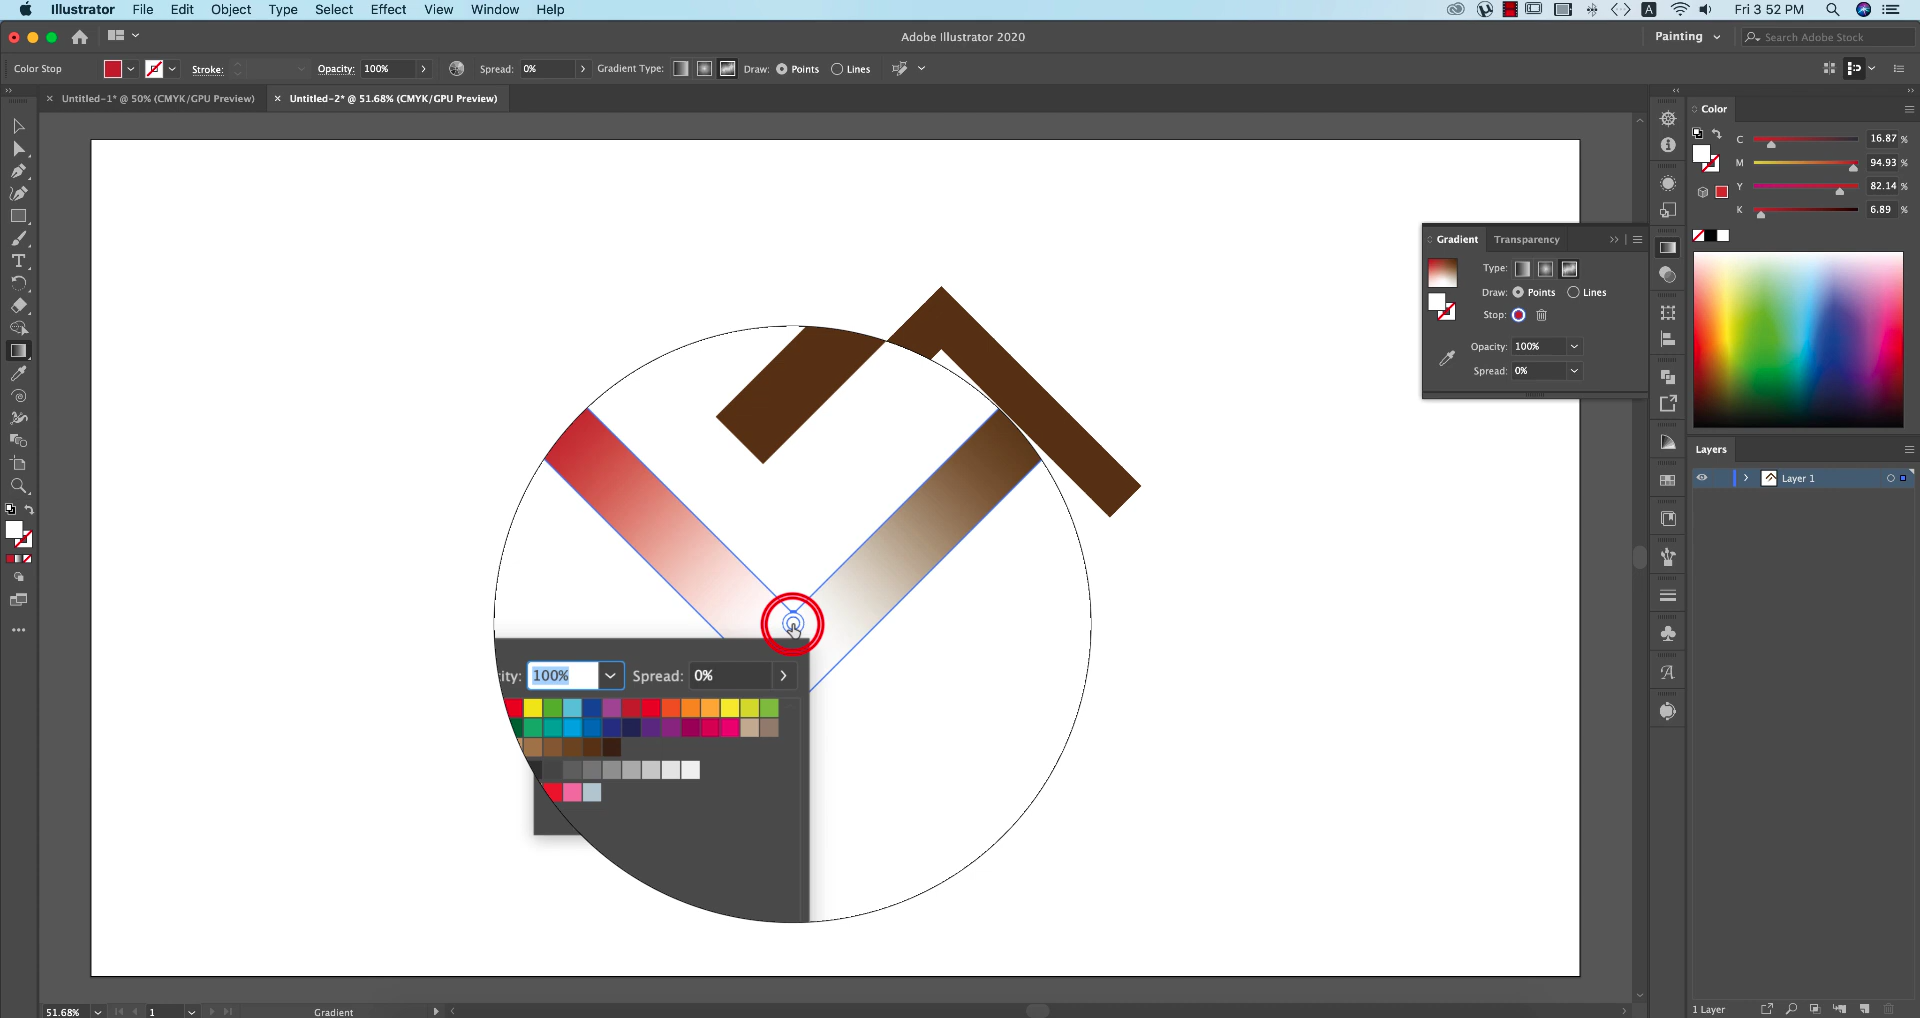 Illustrator File Edit Object Type Select Effect View Window Help A Fri 3 52 PM
Adobe Illustrator 2020 Painting Search Adobe Stock
Color Stop Stroke: Opacity: 100% Spread: 0% Gradient Type: Draw: Points Lines
Untitled-1* @ 50% (CMYK/GPU Preview) Untitled-2* @ 51.68% (CMYK/GPU Preview)
Color
C 16.87 %
M 94.93 %
Y 82.14 %
K 6.89 %
Gradient Transparency
Type:
Draw: Points Lines
Stop:
Opacity: 100%
Spread: 0%
Layers
Layer 1
ity: 100% Spread: 0%
51.68% 1 Gradient 1 Layer